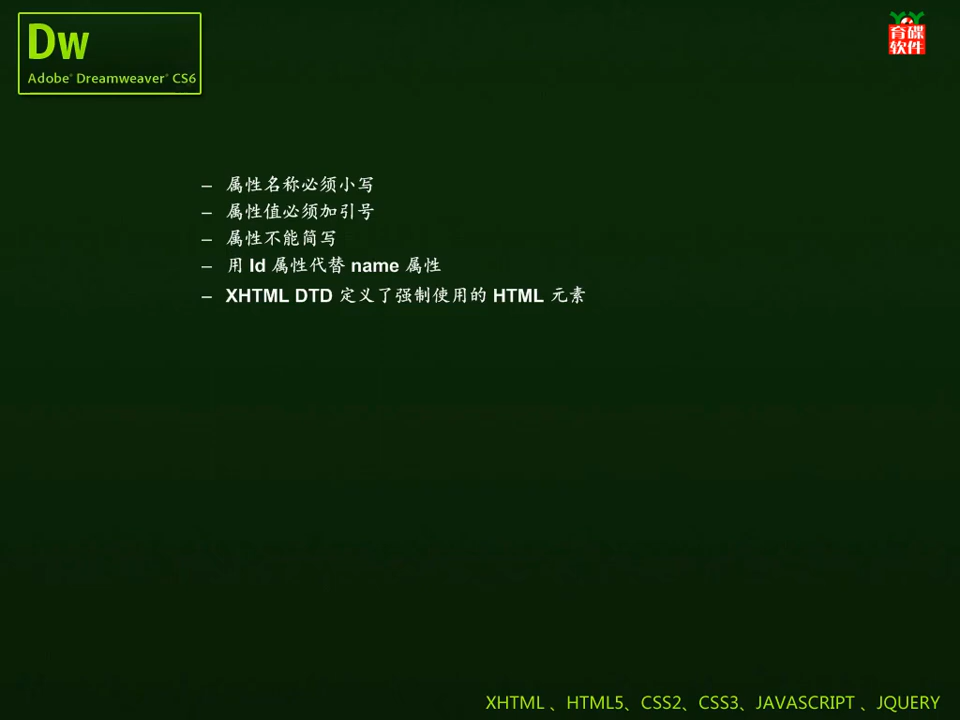 Dw
Adobe® Dreamweaver® CS6
育碟
软件
– 属性名称必须小写
– 属性值必须加引号
– 属性不能简写
– 用 Id 属性代替 name 属性
– XHTML DTD 定义了强制使用的 HTML 元素
XHTML 、HTML5、CSS2、CSS3、JAVASCRIPT 、JQUERY